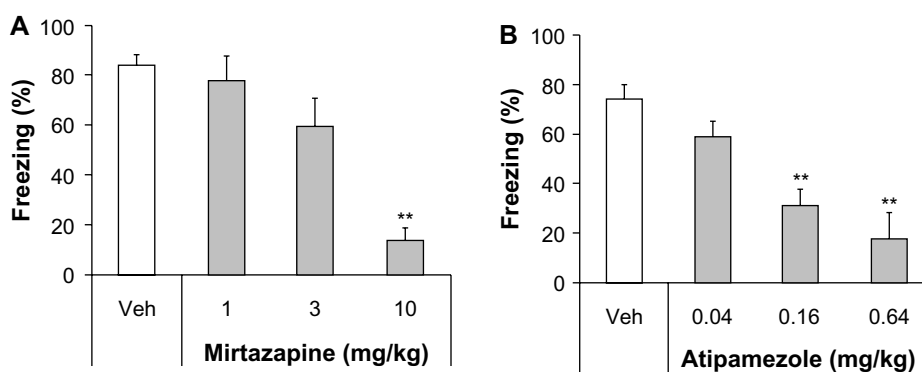 A
Freezing (%)
100
80
60
40
20
0
**
Veh 1 3 10
Mirtazapine (mg/kg)
B
Freezing (%)
100
80
60
40
20
0
** **
Veh 0.04 0.16 0.64
Atipamezole (mg/kg)